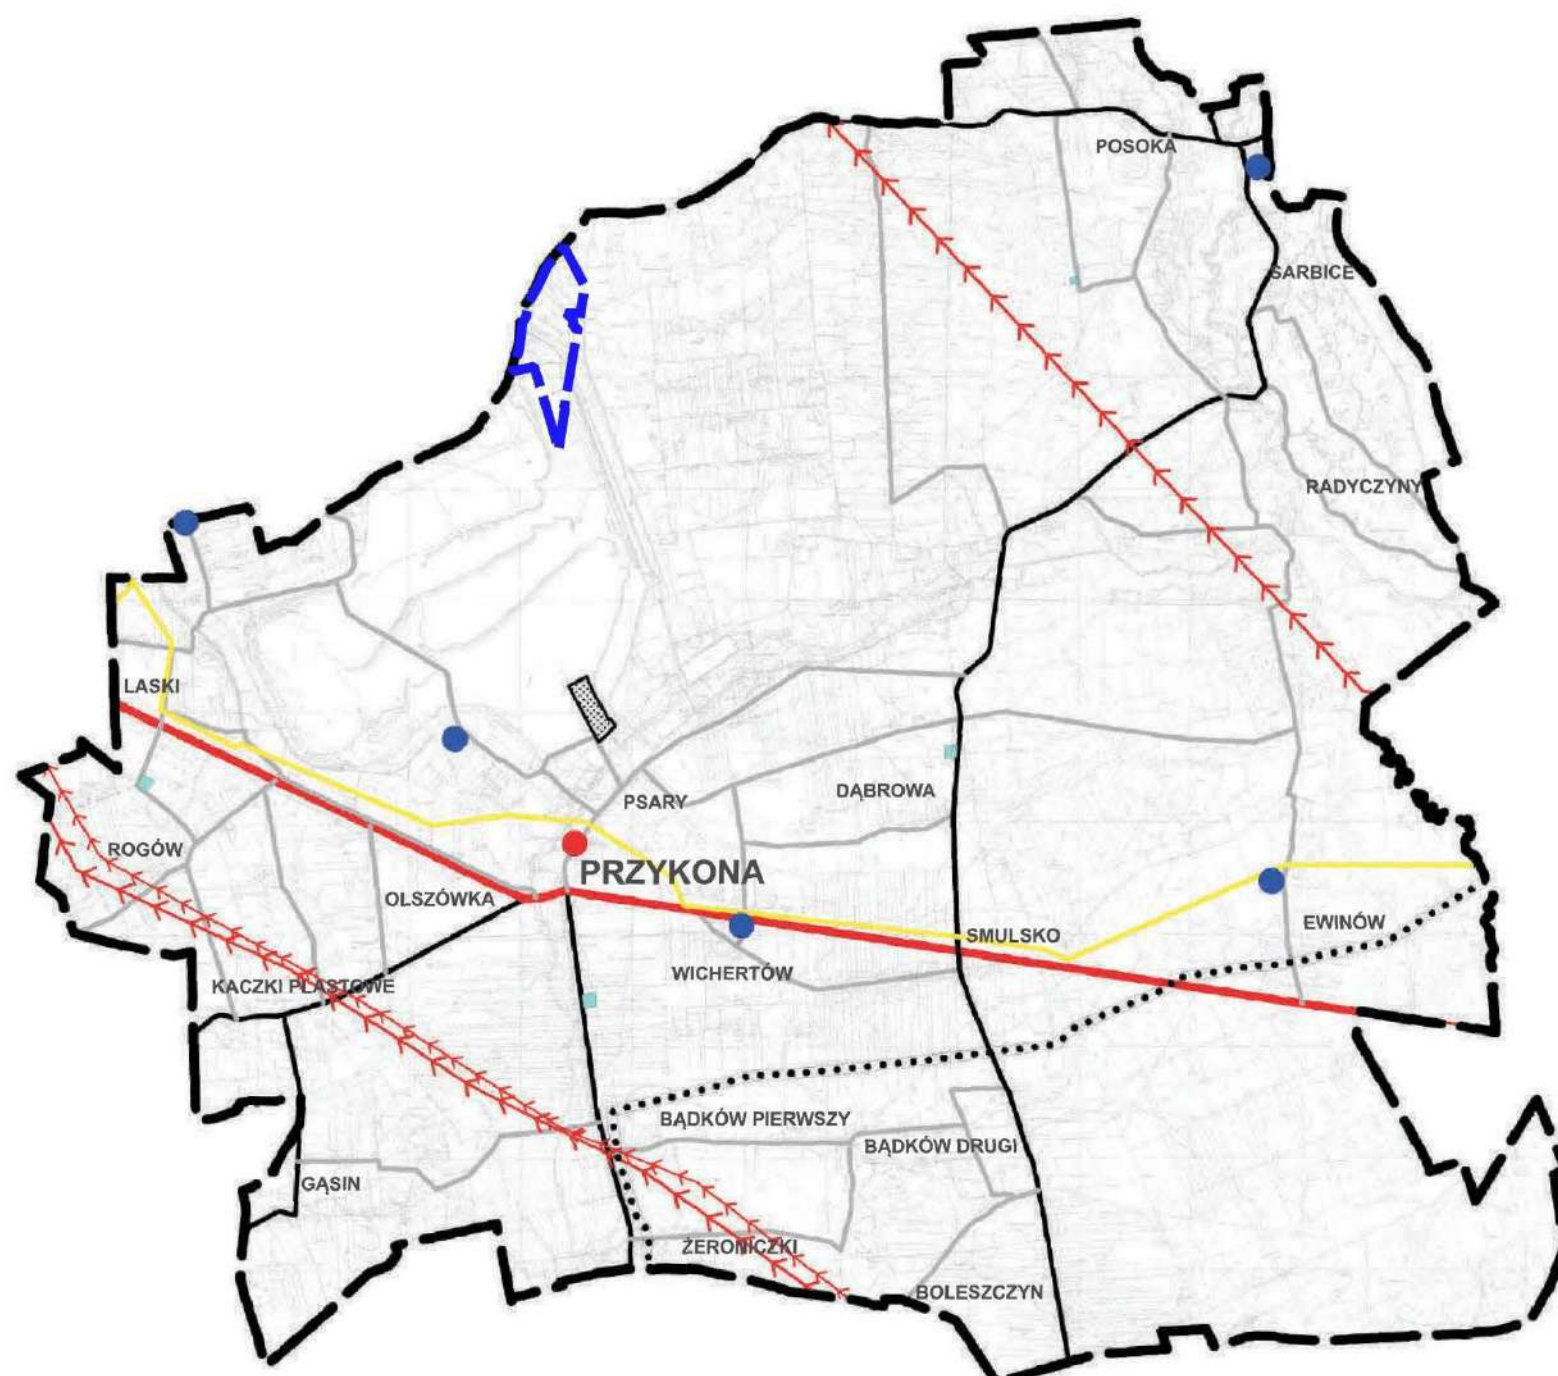 POSOKA
SARBICE
RADYCZYNY
LASKI
PSARY
DĄBROWA
ROGÓW
PRZYKONA
OLSZÓWKA
EWINÓW
SMULSKO
WICHERTÓW
KACZKI PLASTOWE
BĄDKÓW PIERWSZY
BĄDKÓW DRUGI
GĄSIN
ŻERONICZKI
BOLESZCZYN